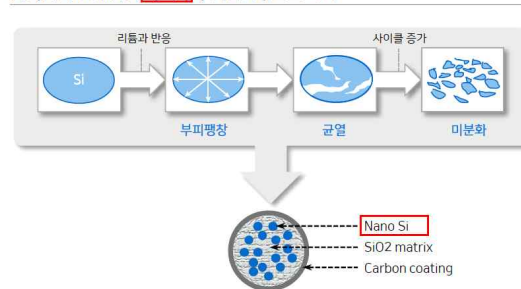 리튬과 반응
사이클 증가
Si
부피팽창
균열
미분화
Nano Si
SiO2 matrix
Carbon coating